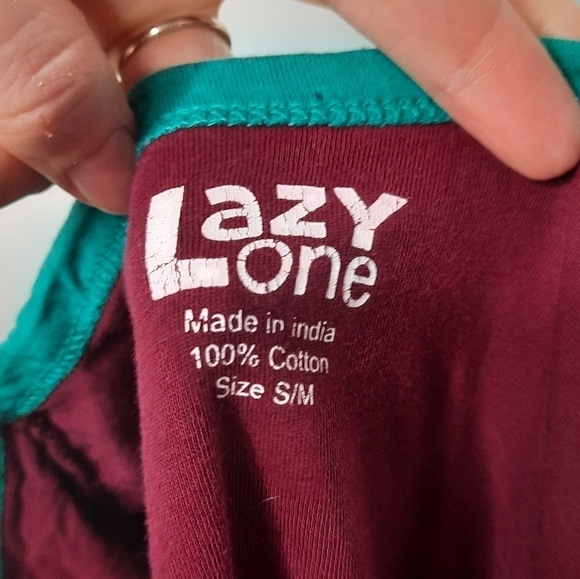 Lazy
One
Made in india
100% Cotton
Size S/M